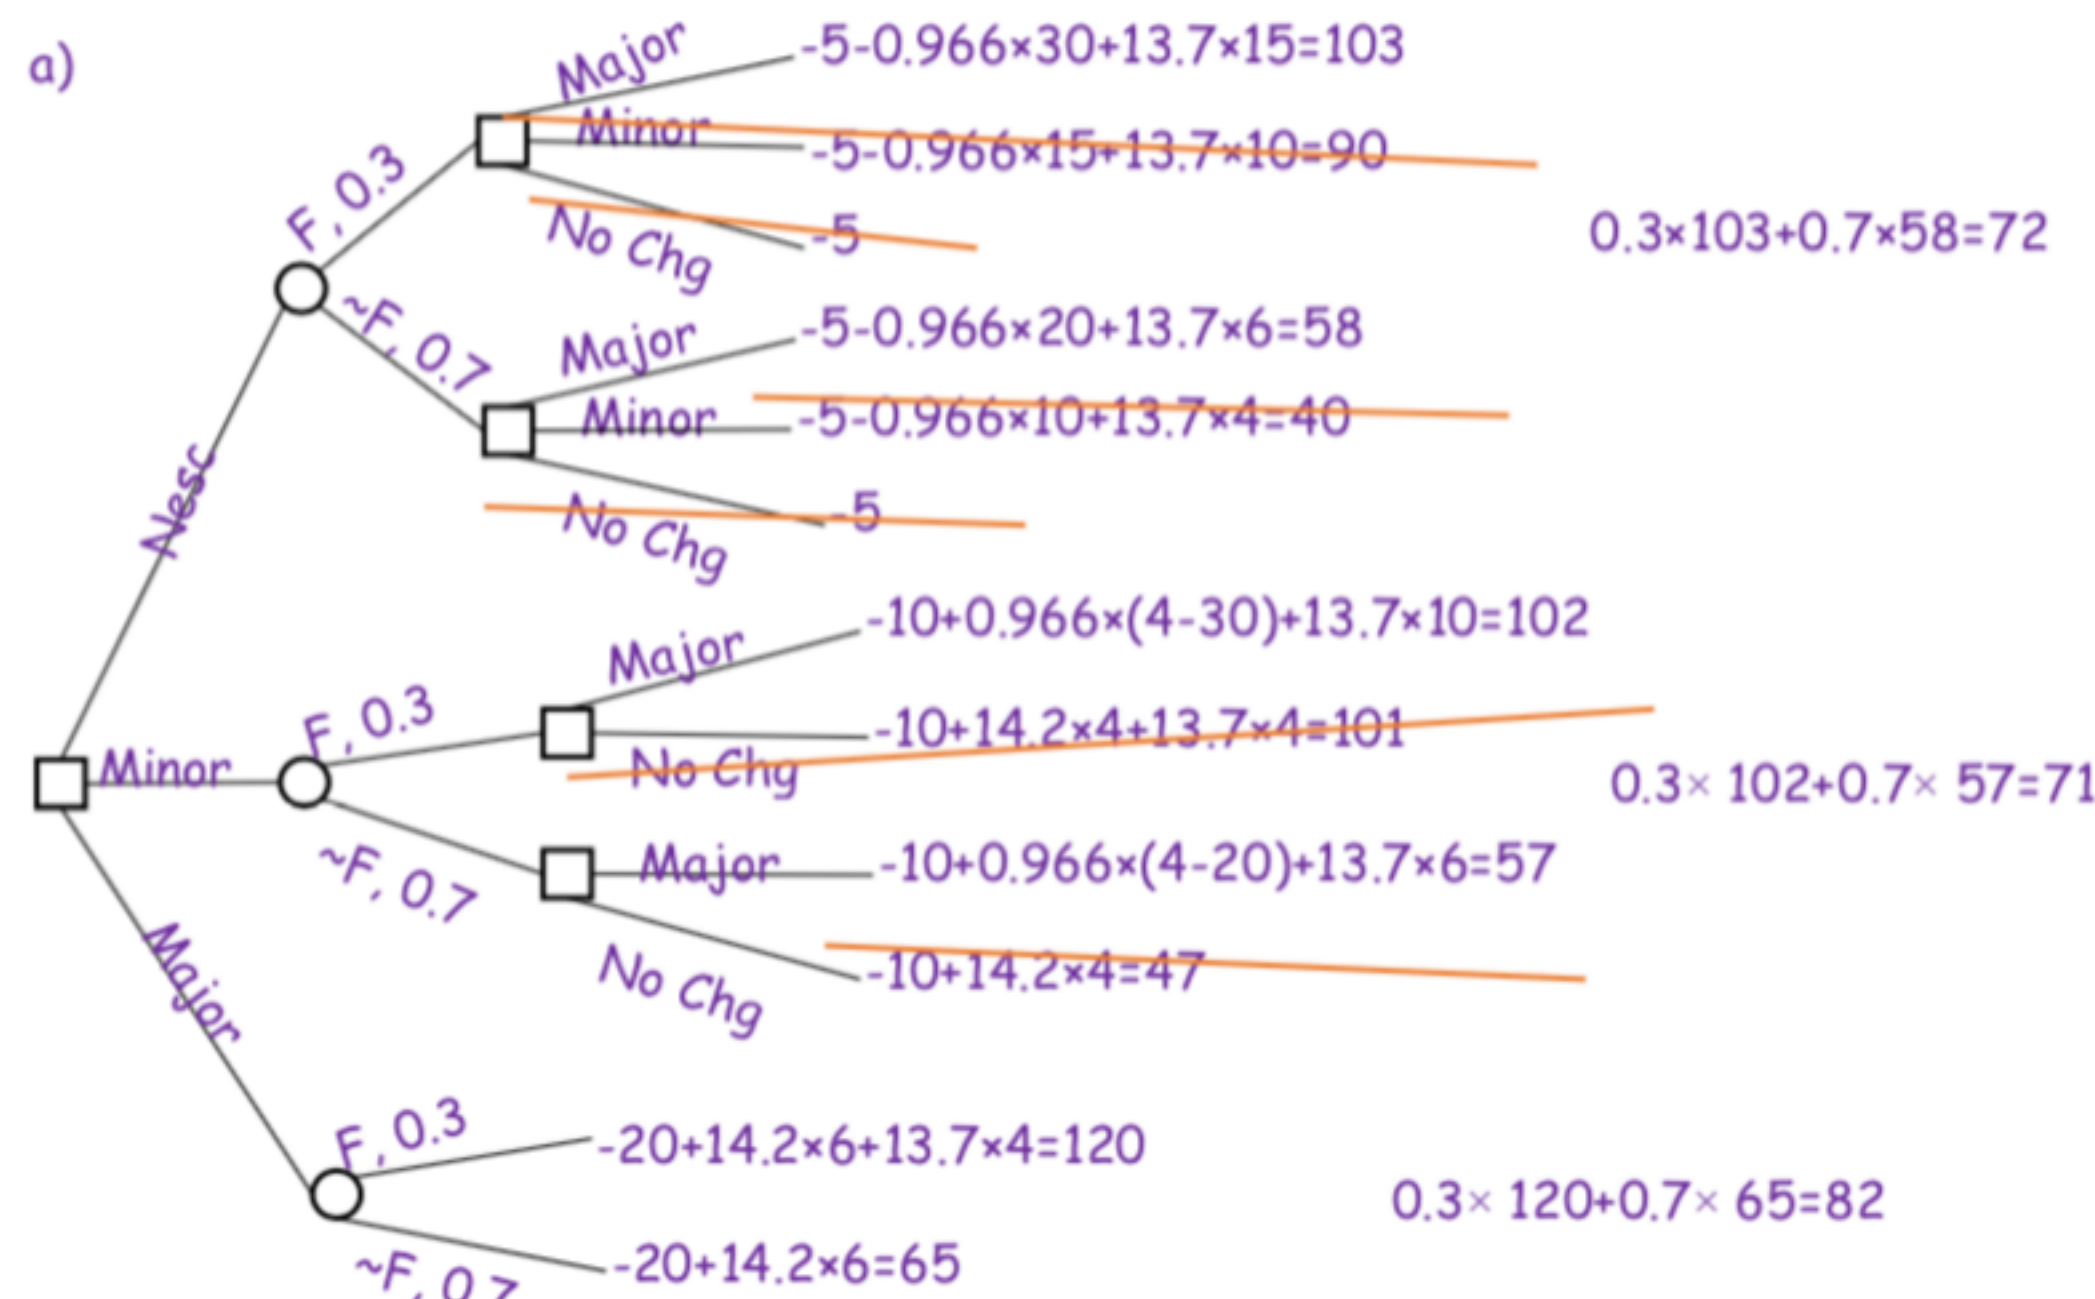 a)
Major
-5-0.966×30+13.7×15=103
Minor
-5-0.966×15+13.7×10=90
F, 0.3
No Chg
-5
0.3×103+0.7×58=72
~F, 0.7
Major
-5-0.966×20+13.7×6=58
Minor
-5-0.966×10+13.7×4=40
Nesc
No Chg
-5
Major
-10+0.966×(4-30)+13.7×10=102
F, 0.3
-10+14.2×4+13.7×4=101
No Chg
Minor
0.3× 102+0.7× 57=71
~F, 0.7
Major
-10+0.966×(4-20)+13.7×6=57
No Chg
-10+14.2×4=47
Major
F, 0.3
-20+14.2×6+13.7×4=120
0.3× 120+0.7× 65=82
~F, 0.7
-20+14.2×6=65